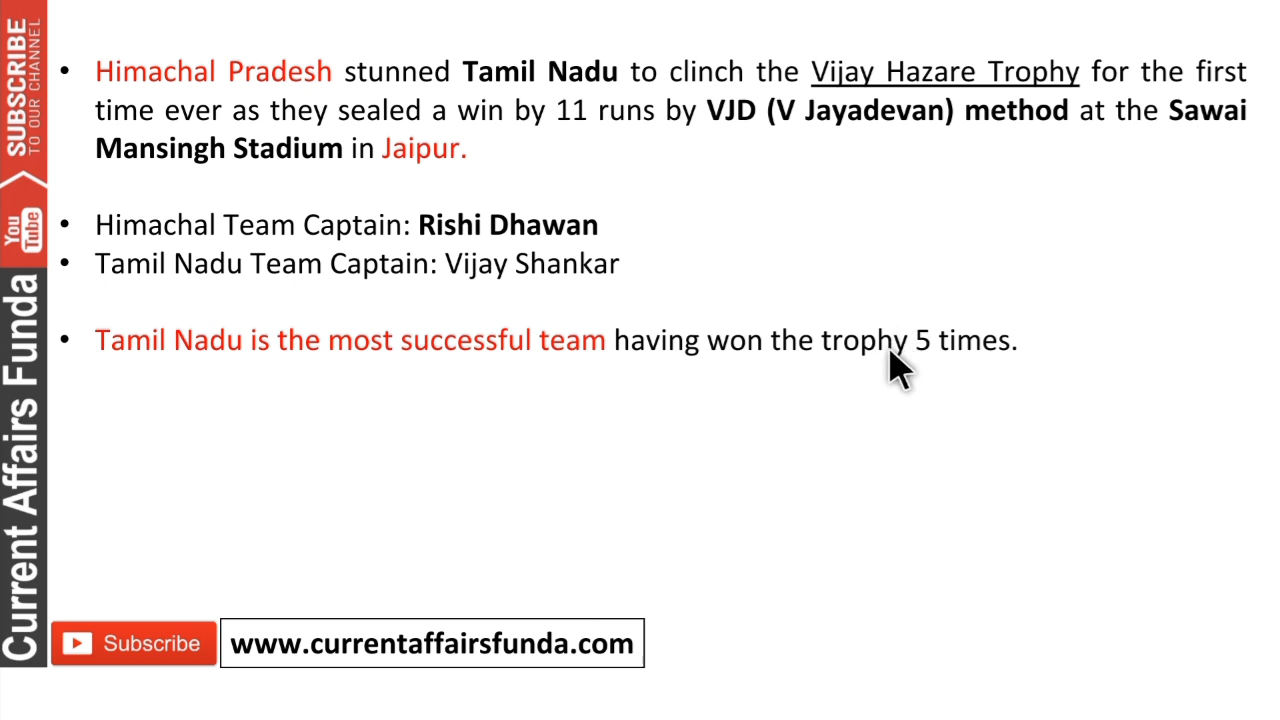 SUBSCRIBE
TO OUR CHANNEL
You
Tube
Current Affairs Funda
• Himachal Pradesh stunned Tamil Nadu to clinch the Vijay Hazare Trophy for the first
time ever as they sealed a win by 11 runs by VJD (V Jayadevan) method at the Sawai
Mansingh Stadium in Jaipur.
• Himachal Team Captain: Rishi Dhawan
• Tamil Nadu Team Captain: Vijay Shankar
• Tamil Nadu is the most successful team having won the trophy 5 times.
Subscribe
www.currentaffairsfunda.com